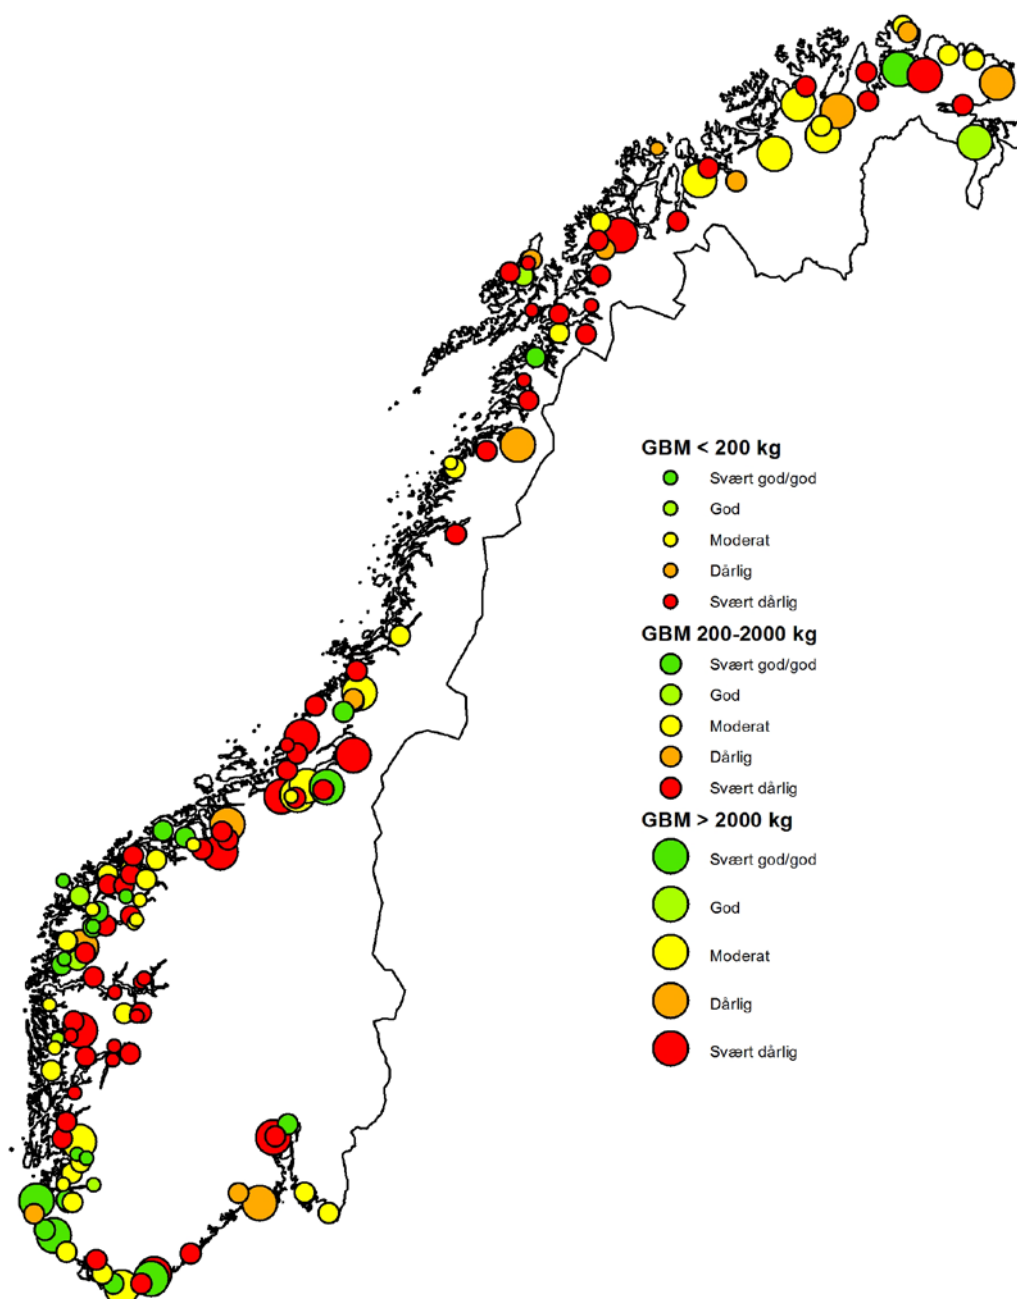 GBM < 200 kg
Svært god/god
God
Moderat
Dårlig
Svært dårlig
GBM 200-2000 kg
Svært god/god
God
Moderat
Dårlig
Svært dårlig
GBM > 2000 kg
Svært god/god
God
Moderat
Dårlig
Svært dårlig